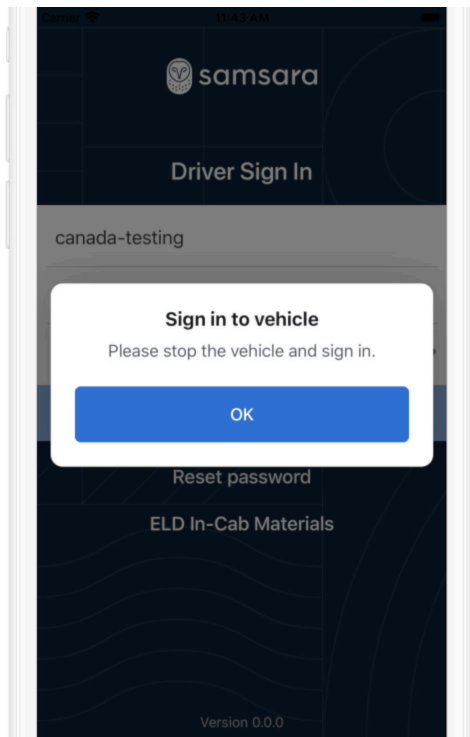 Carrier 11:43 AM
samsara
Driver Sign In
canada-testing
Sign in to vehicle
Please stop the vehicle and sign in.
OK
Reset password
ELD In-Cab Materials
Version 0.0.0